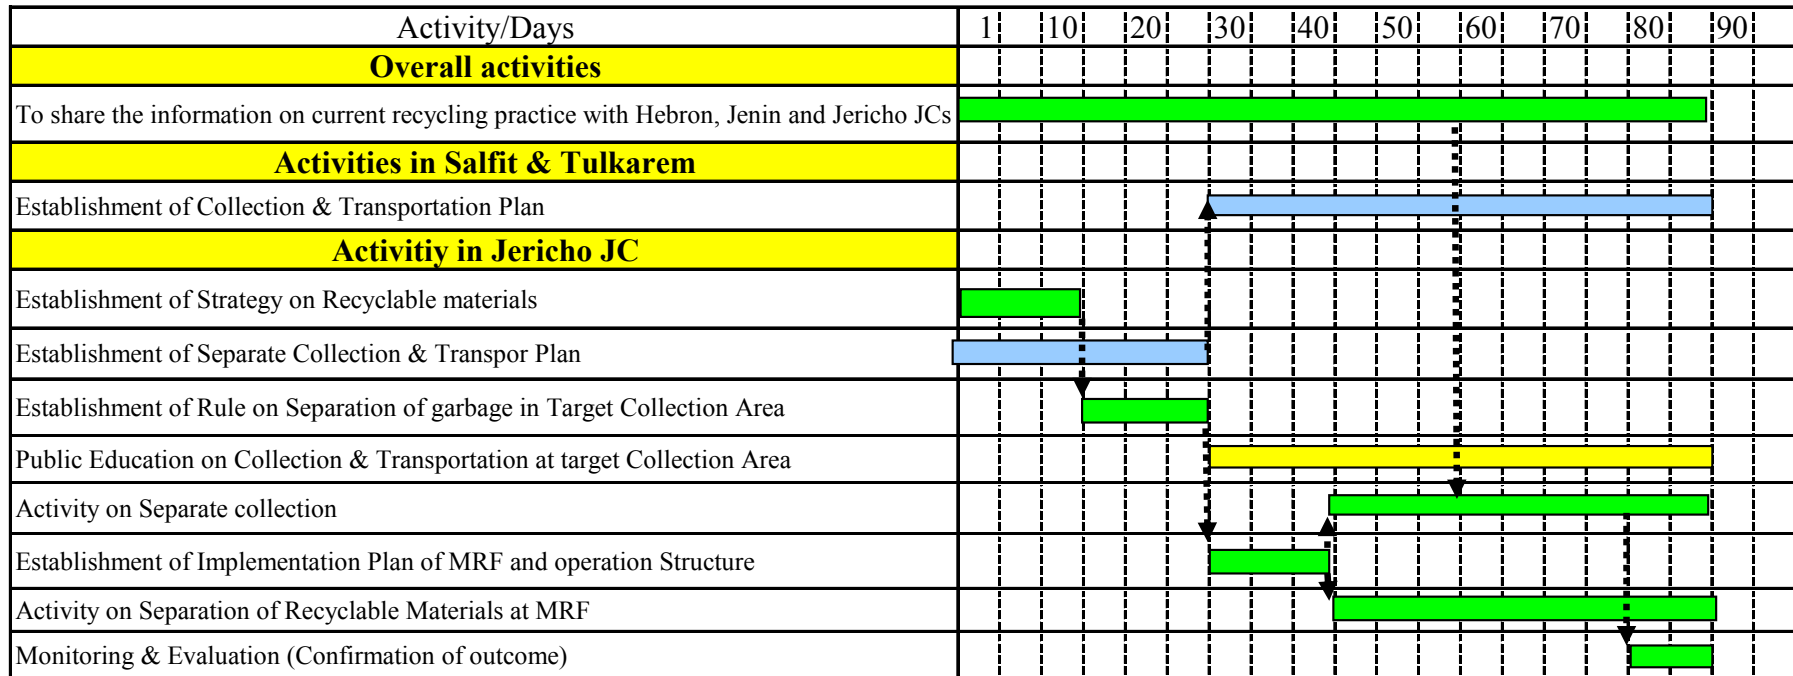 Activity/Days 1 10 20 30 40 50 60 70 80 90
Overall activities
To share the information on current recycling practice with Hebron, Jenin and Jericho JCs
Activities in Salfit & Tulkarem
Establishment of Collection & Transportation Plan
Activitiy in Jericho JC
Establishment of Strategy on Recyclable materials
Establishment of Separate Collection & Transpor Plan
Establishment of Rule on Separation of garbage in Target Collection Area
Public Education on Collection & Transportation at target Collection Area
Activity on Separate collection
Establishment of Implementation Plan of MRF and operation Structure
Activity on Separation of Recyclable Materials at MRF
Monitoring & Evaluation (Confirmation of outcome)